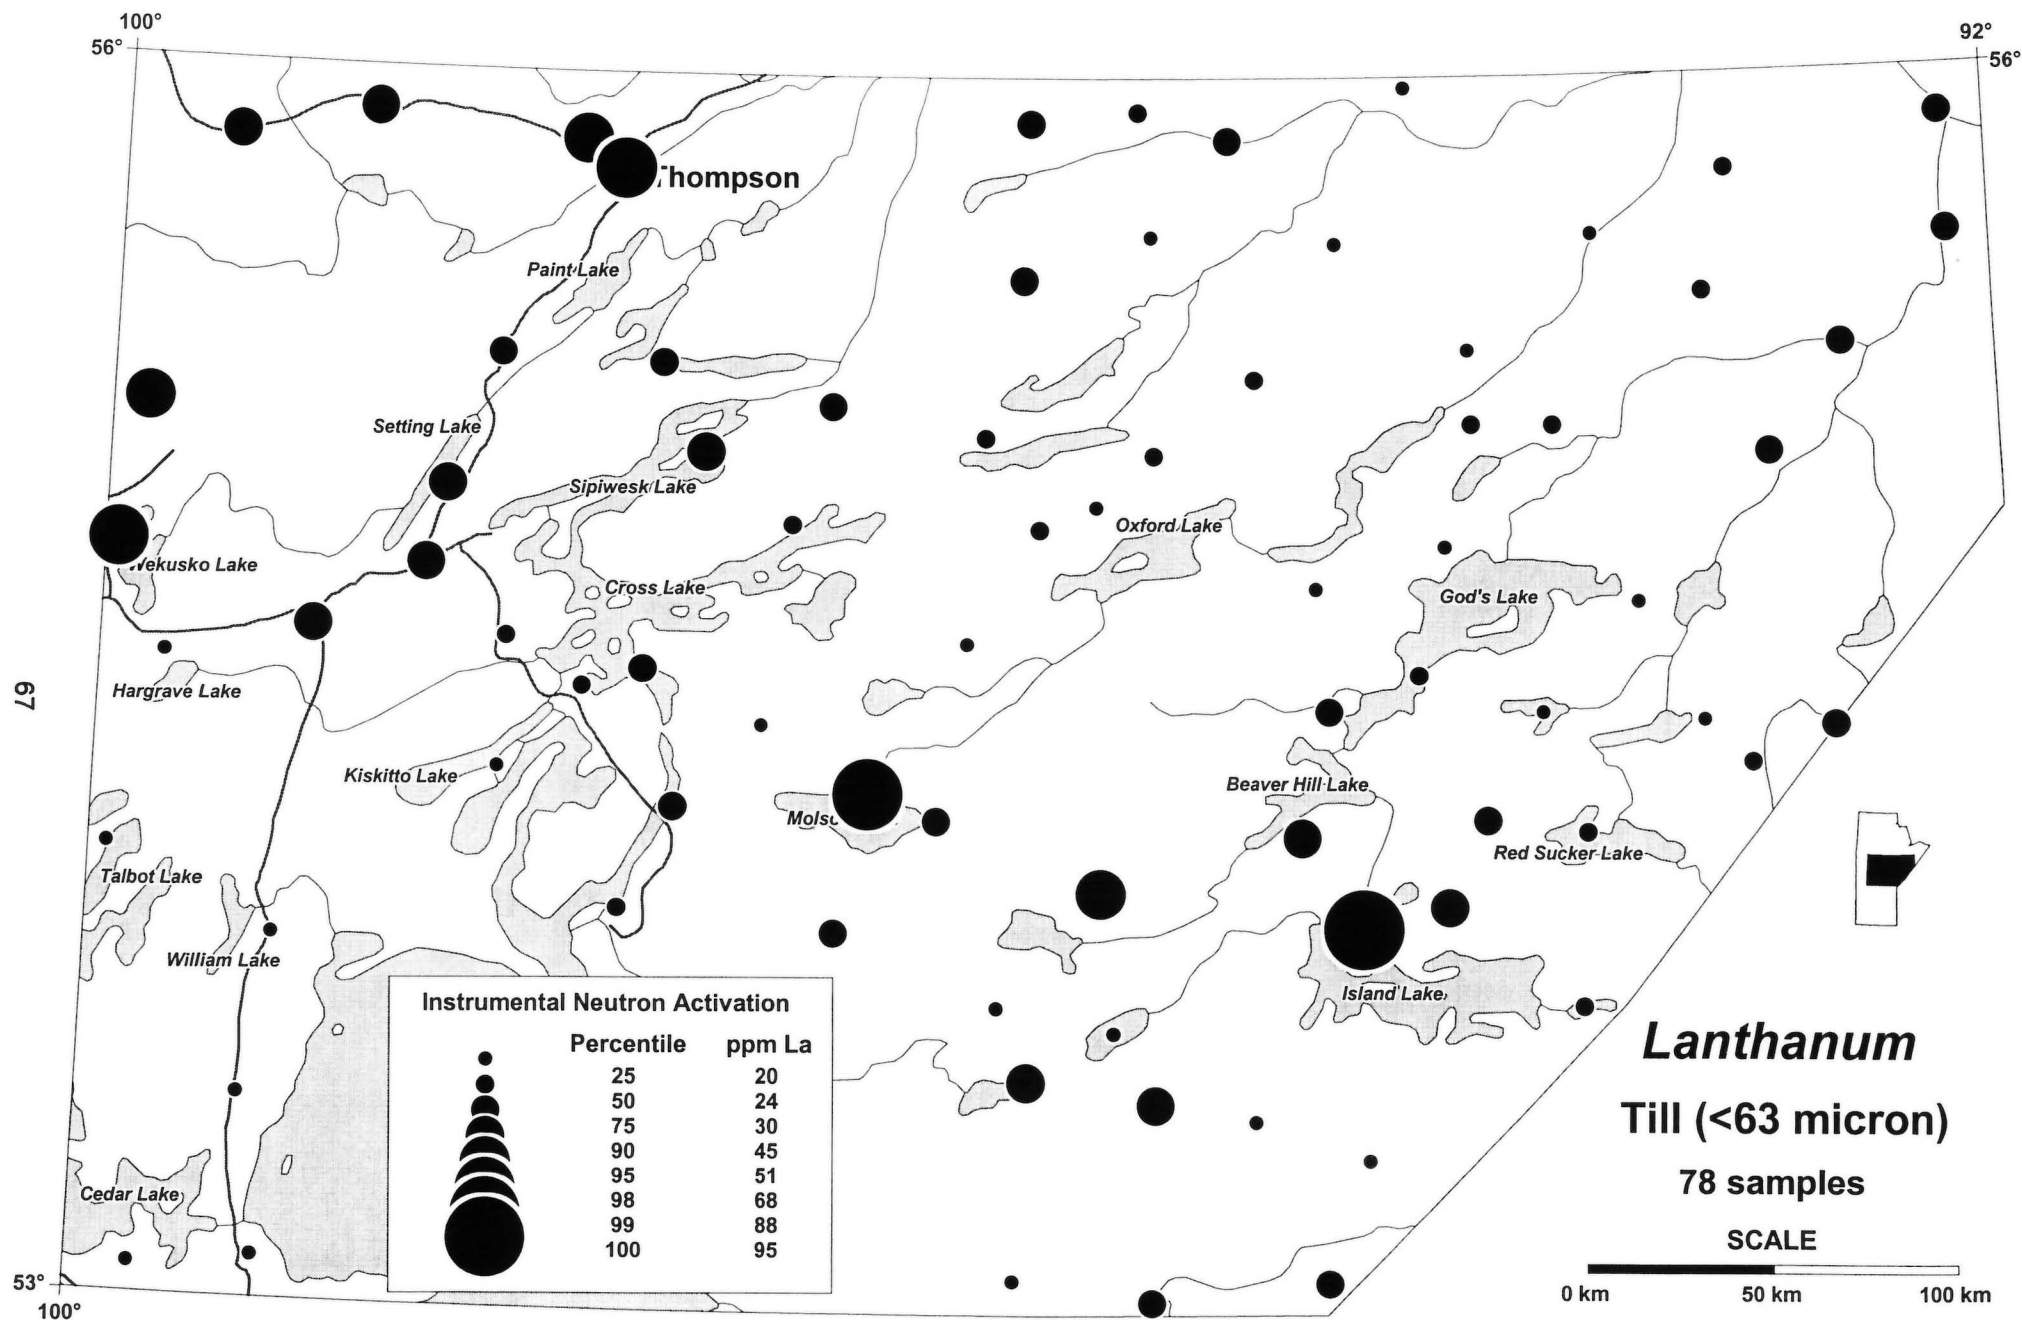 100°
92°
56°
56°
Thompson
Paint Lake
Setting Lake
Sipiwesk Lake
Oxford Lake
Wekusko Lake
Cross Lake
God's Lake
Hargrave Lake
67
Kiskitto Lake
Beaver Hill Lake
Molso
Red Sucker Lake
Talbot Lake
William Lake
Island Lake
Instrumental Neutron Activation
Percentile ppm La
25 20
50 24
75 30
90 45
95 51
98 68
99 88
100 95
Lanthanum
Till (<63 micron)
78 samples
Cedar Lake
SCALE
0 km 50 km 100 km
53°
100°